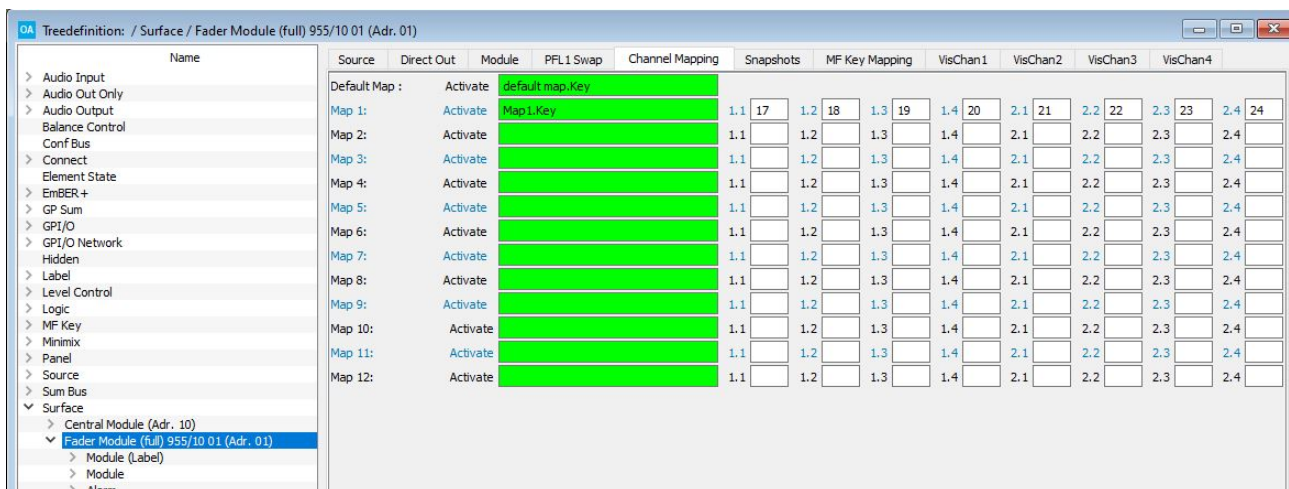 OA Treedefinition: / Surface / Fader Module (full) 955/10 01 (Adr. 01)
Name
Audio Input
Audio Out Only
Audio Output
Balance Control
Conf Bus
Connect
Element State
EmBER+
GP Sum
GPI/O
GPI/O Network
Hidden
Label
Level Control
Logic
MF Key
Minimix
Panel
Source
Sum Bus
Surface
Central Module (Adr. 10)
Fader Module (full) 955/10 01 (Adr. 01)
Module (Label)
Module
Alarm
Source Direct Out Module PFL1 Swap Channel Mapping Snapshots MF Key Mapping VisChan1 VisChan2 VisChan3 VisChan4
Default Map : Activate default map.Key
Map 1: Activate Map1.Key 1.1 17 1.2 18 1.3 19 1.4 20 2.1 21 2.2 22 2.3 23 2.4 24
Map 2: Activate 1.1 1.2 1.3 1.4 2.1 2.2 2.3 2.4
Map 3: Activate 1.1 1.2 1.3 1.4 2.1 2.2 2.3 2.4
Map 4: Activate 1.1 1.2 1.3 1.4 2.1 2.2 2.3 2.4
Map 5: Activate 1.1 1.2 1.3 1.4 2.1 2.2 2.3 2.4
Map 6: Activate 1.1 1.2 1.3 1.4 2.1 2.2 2.3 2.4
Map 7: Activate 1.1 1.2 1.3 1.4 2.1 2.2 2.3 2.4
Map 8: Activate 1.1 1.2 1.3 1.4 2.1 2.2 2.3 2.4
Map 9: Activate 1.1 1.2 1.3 1.4 2.1 2.2 2.3 2.4
Map 10: Activate 1.1 1.2 1.3 1.4 2.1 2.2 2.3 2.4
Map 11: Activate 1.1 1.2 1.3 1.4 2.1 2.2 2.3 2.4
Map 12: Activate 1.1 1.2 1.3 1.4 2.1 2.2 2.3 2.4